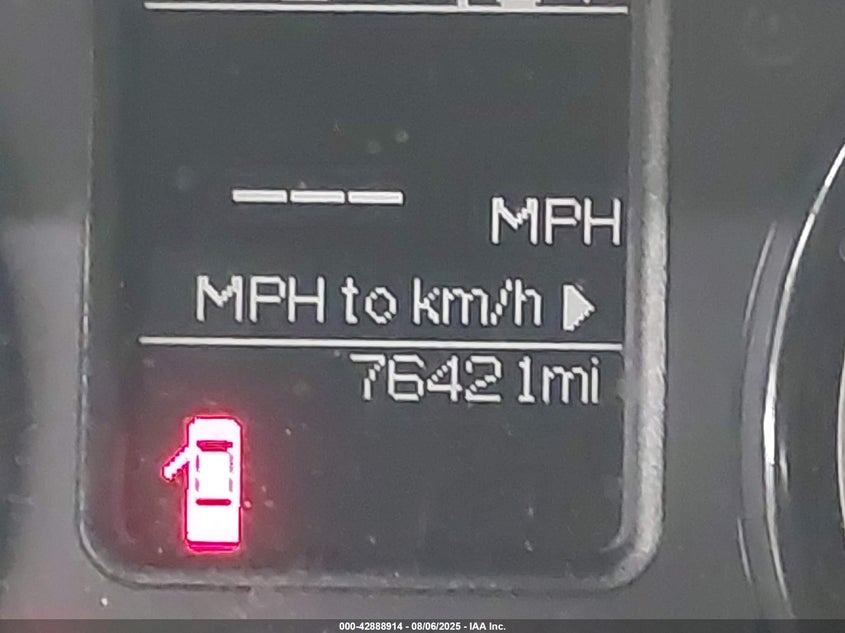 --- MPH
MPH to km/h
76421mi
000-42888914 - 08/06/2025 - IAA Inc.